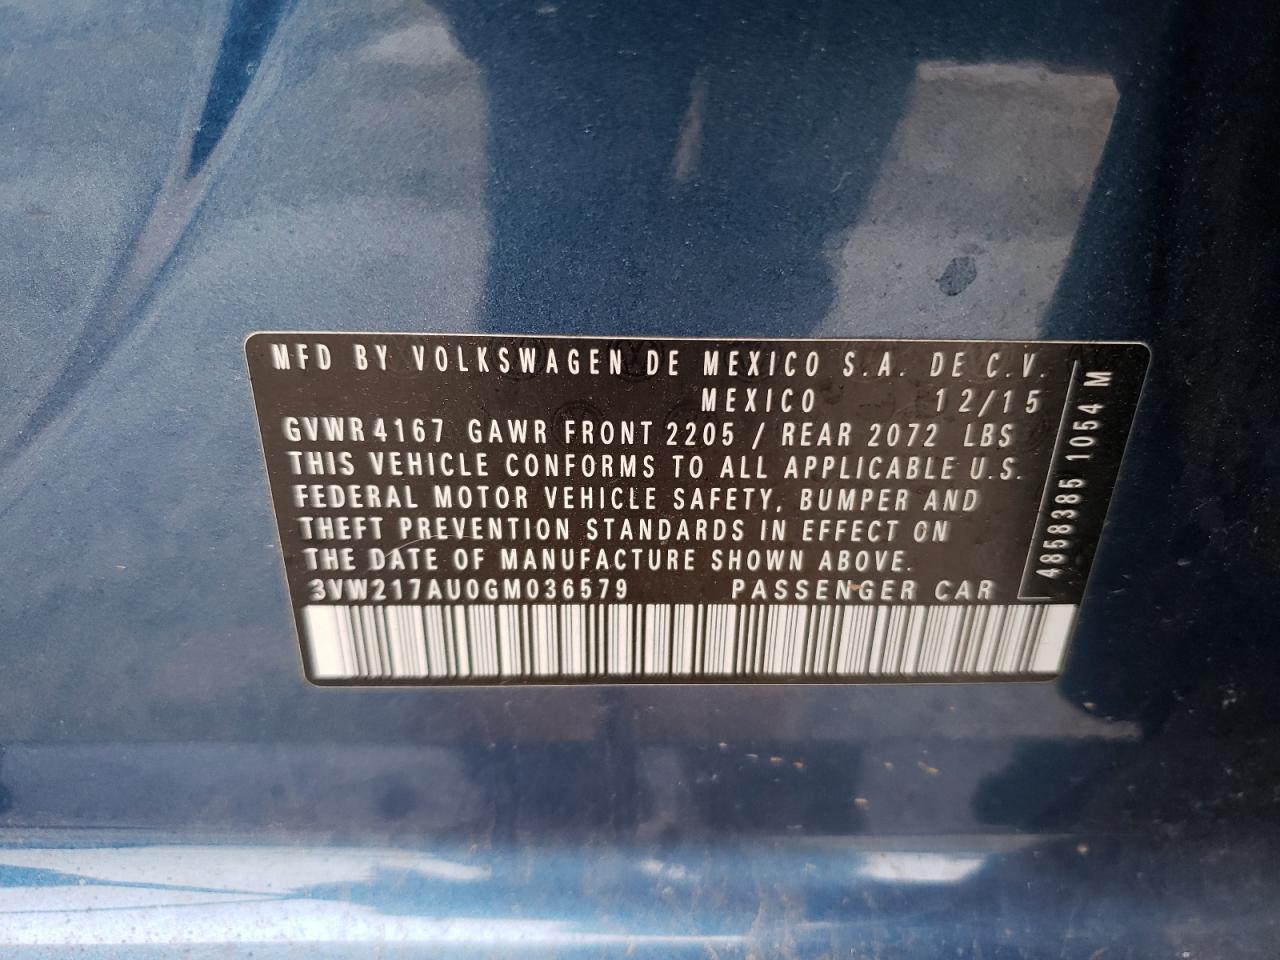 MFD BY VOLKSWAGEN DE MEXICO S.A. DE C.V.
MEXICO 12/15
GVWR 4167 GAWR FRONT 2205 / REAR 2072 LBS
THIS VEHICLE CONFORMS TO ALL APPLICABLE U.S.
FEDERAL MOTOR VEHICLE SAFETY, BUMPER AND
THEFT PREVENTION STANDARDS IN EFFECT ON
THE DATE OF MANUFACTURE SHOWN ABOVE.
3VW217AU0GM036579 PASSENGER CAR
4858385 1054 M